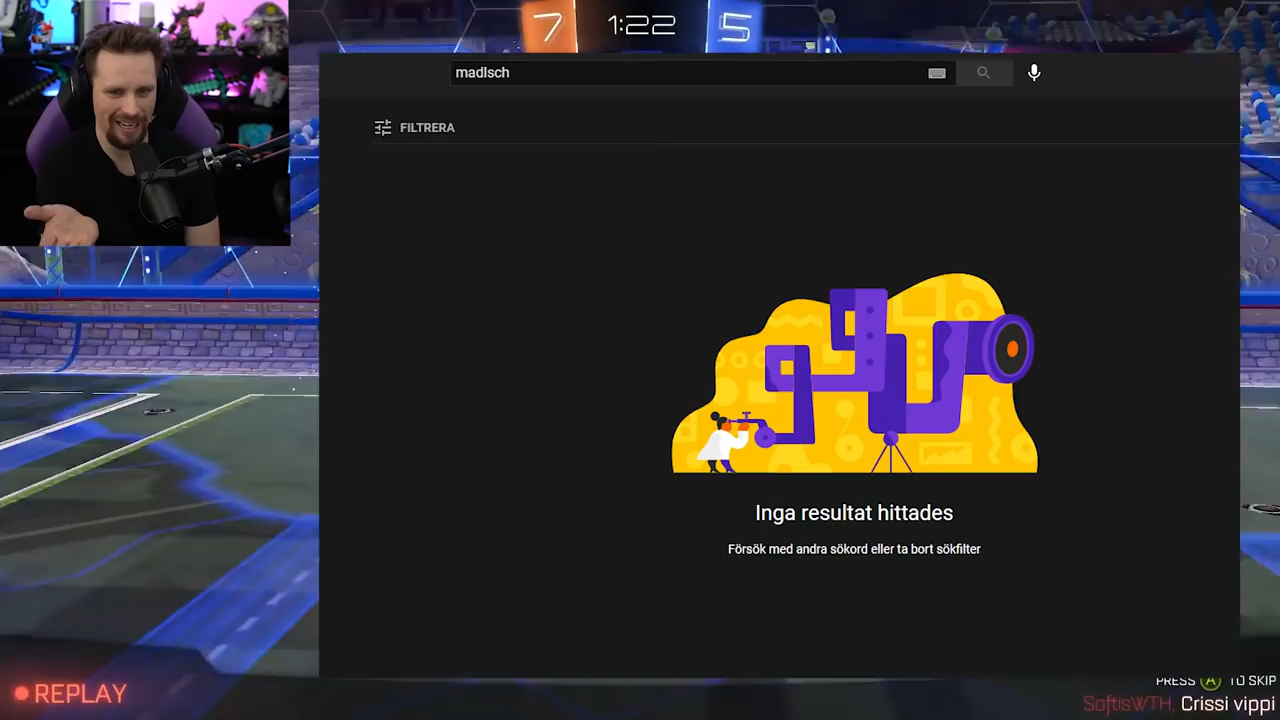 7 1:22 5
madlsch
FILTRERA
Inga resultat hittades
Försök med andra sökord eller ta bort sökfilter
REPLAY
PRESS A TO SKIP
SoftisWTH, Crissi vippi